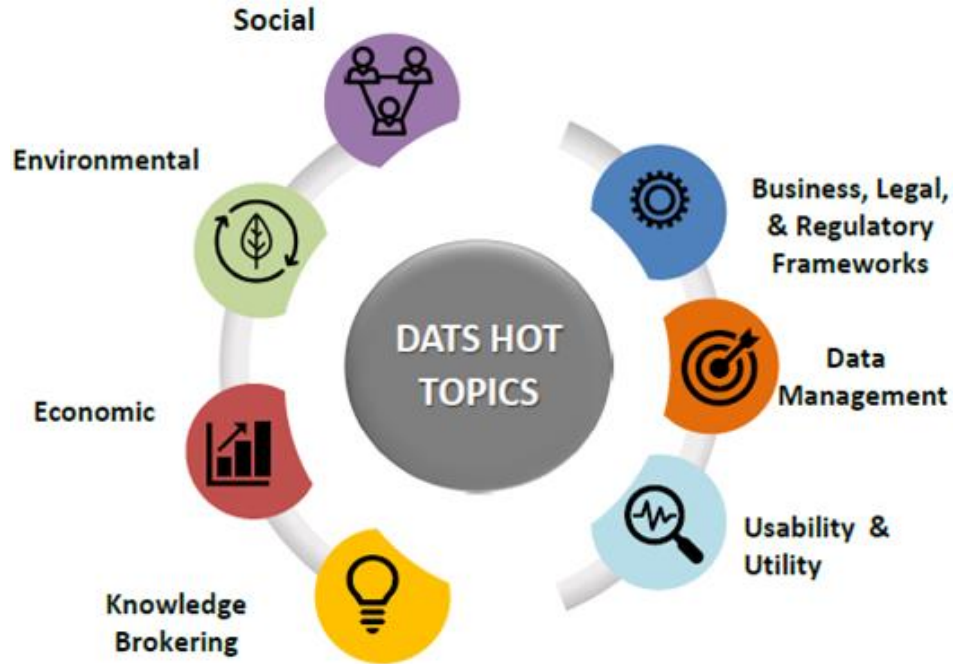 Social
Environmental
Economic
Knowledge
Brokering
DATS HOT
TOPICS
Business, Legal,
& Regulatory
Frameworks
Data
Management
Usability &
Utility